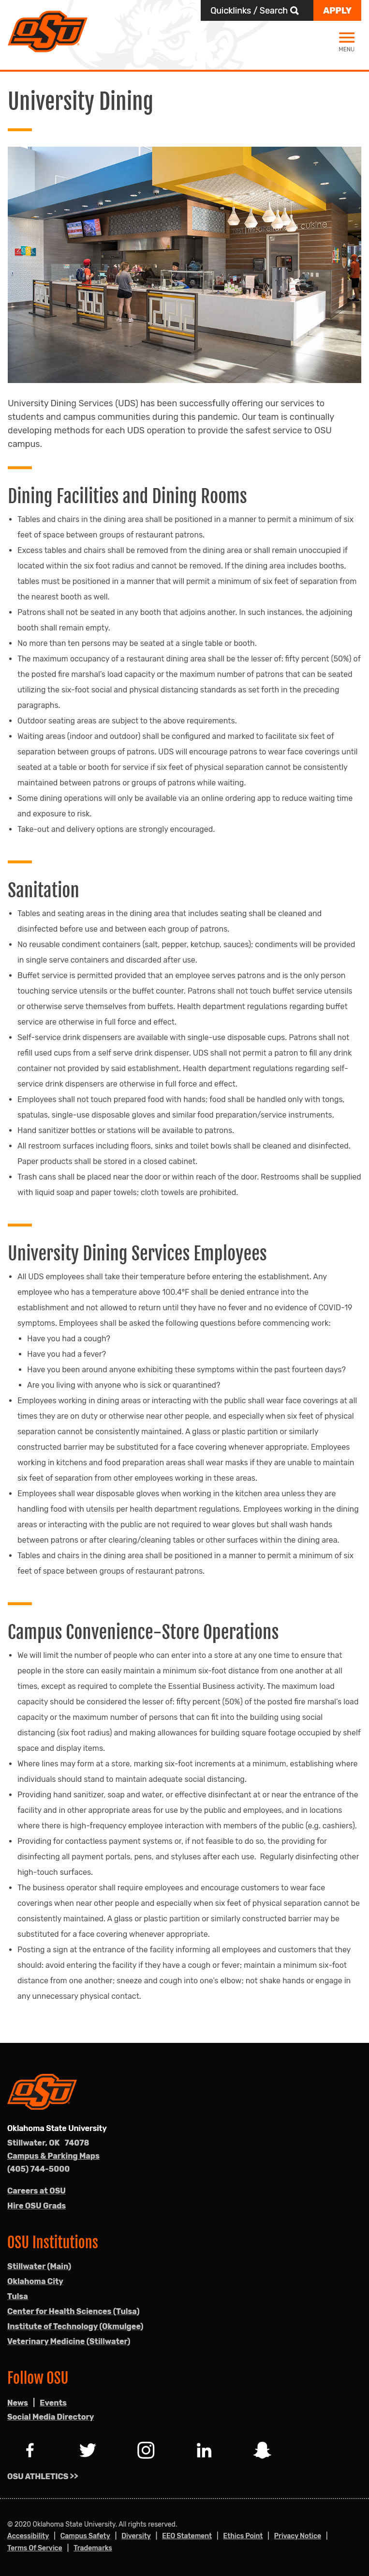 OSU
Quicklinks / Search
APPLY
MENU
University Dining
cuisine
University Dining Services (UDS) has been successfully offering our services to
students and campus communities during this pandemic. Our team is continually
developing methods for each UDS operation to provide the safest service to OSU
campus.
Dining Facilities and Dining Rooms
Tables and chairs in the dining area shall be positioned in a manner to permit a minimum of six
feet of space between groups of restaurant patrons.
Excess tables and chairs shall be removed from the dining area or shall remain unoccupied if
located within the six foot radius and cannot be removed. If the dining area includes booths,
tables must be positioned in a manner that will permit a minimum of six feet of separation from
the nearest booth as well.
Patrons shall not be seated in any booth that adjoins another. In such instances, the adjoining
booth shall remain empty.
No more than ten persons may be seated at a single table or booth.
The maximum occupancy of a restaurant dining area shall be the lesser of: fifty percent (50%) of
the posted fire marshal's load capacity or the maximum number of patrons that can be seated
utilizing the six-foot social and physical distancing standards as set forth in the preceding
paragraphs.
Outdoor seating areas are subject to the above requirements.
Waiting areas (indoor and outdoor) shall be configured and marked to facilitate six feet of
separation between groups of patrons. UDS will encourage patrons to wear face coverings until
seated at a table or booth for service if six feet of physical separation cannot be consistently
maintained between patrons or groups of patrons while waiting.
Some dining operations will only be available via an online ordering app to reduce waiting time
and exposure to risk.
Take-out and delivery options are strongly encouraged.
Sanitation
Tables and seating areas in the dining area that includes seating shall be cleaned and
disinfected before use and between each group of patrons.
No reusable condiment containers (salt, pepper, ketchup, sauces); condiments will be provided
in single serve containers and discarded after use.
Buffet service is permitted provided that an employee serves patrons and is the only person
touching service utensils or the buffet counter. Patrons shall not touch buffet service utensils
or otherwise serve themselves from buffets. Health department regulations regarding buffet
service are otherwise in full force and effect.
Self-service drink dispensers are available with single-use disposable cups. Patrons shall not
refill used cups from a self serve drink dispenser. UDS shall not permit a patron to fill any drink
container not provided by said establishment. Health department regulations regarding self-
service drink dispensers are otherwise in full force and effect.
Employees shall not touch prepared food with hands; food shall be handled only with tongs,
spatulas, single-use disposable gloves and similar food preparation/service instruments.
Hand sanitizer bottles or stations will be available to patrons.
All restroom surfaces including floors, sinks and toilet bowls shall be cleaned and disinfected.
Paper products shall be stored in a closed cabinet.
Trash cans shall be placed near the door or within reach of the door. Restrooms shall be supplied
with liquid soap and paper towels; cloth towels are prohibited.
University Dining Services Employees
All UDS employees shall take their temperature before entering the establishment. Any
employee who has a temperature above 100.4°F shall be denied entrance into the
establishment and not allowed to return until they have no fever and no evidence of COVID-19
symptoms. Employees shall be asked the following questions before commencing work:
Have you had a cough?
Have you had a fever?
Have you been around anyone exhibiting these symptoms within the past fourteen days?
Are you living with anyone who is sick or quarantined?
Employees working in dining areas or interacting with the public shall wear face coverings at all
times they are on duty or otherwise near other people, and especially when six feet of physical
separation cannot be consistently maintained. A glass or plastic partition or similarly
constructed barrier may be substituted for a face covering whenever appropriate. Employees
working in kitchens and food preparation areas shall wear masks if they are unable to maintain
six feet of separation from other employees working in these areas.
Employees shall wear disposable gloves when working in the kitchen area unless they are
handling food with utensils per health department regulations. Employees working in the dining
areas or interacting with the public are not required to wear gloves but shall wash hands
between patrons or after clearing/cleaning tables or other surfaces within the dining area.
Tables and chairs in the dining area shall be positioned in a manner to permit a minimum of six
feet of space between groups of restaurant patrons.
Campus Convenience-Store Operations
We will limit the number of people who can enter into a store at any one time to ensure that
people in the store can easily maintain a minimum six-foot distance from one another at all
times, except as required to complete the Essential Business activity. The maximum load
capacity should be considered the lesser of: fifty percent (50%) of the posted fire marshal's load
capacity or the maximum number of persons that can fit into the building using social
distancing (six foot radius) and making allowances for building square footage occupied by shelf
space and display items.
Where lines may form at a store, marking six-foot increments at a minimum, establishing where
individuals should stand to maintain adequate social distancing.
Providing hand sanitizer, soap and water, or effective disinfectant at or near the entrance of the
facility and in other appropriate areas for use by the public and employees, and in locations
where there is high-frequency employee interaction with members of the public (e.g. cashiers).
Providing for contactless payment systems or, if not feasible to do so, the providing for
disinfecting all payment portals, pens, and styluses after each use. Regularly disinfecting other
high-touch surfaces.
The business operator shall require employees and encourage customers to wear face
coverings when near other people and especially when six feet of physical separation cannot be
consistently maintained. A glass or plastic partition or similarly constructed barrier may be
substituted for a face covering whenever appropriate.
Posting a sign at the entrance of the facility informing all employees and customers that they
should: avoid entering the facility if they have a cough or fever; maintain a minimum six-foot
distance from one another; sneeze and cough into one's elbow; not shake hands or engage in
any unnecessary physical contact.
OSU
Oklahoma State University
Stillwater, OK 74078
Campus & Parking Maps
(405) 744-5000
Careers at OSU
Hire OSU Grads
OSU Institutions
Stillwater (Main)
Oklahoma City
Tulsa
Center for Health Sciences (Tulsa)
Institute of Technology (Okmulgee)
Veterinary Medicine (Stillwater)
Follow OSU
News | Events
Social Media Directory
OSU ATHLETICS >>
© 2020 Oklahoma State University. All rights reserved.
Accessibility | Campus Safety | Diversity | EEO Statement | Ethics Point | Privacy Notice |
Terms Of Service | Trademarks